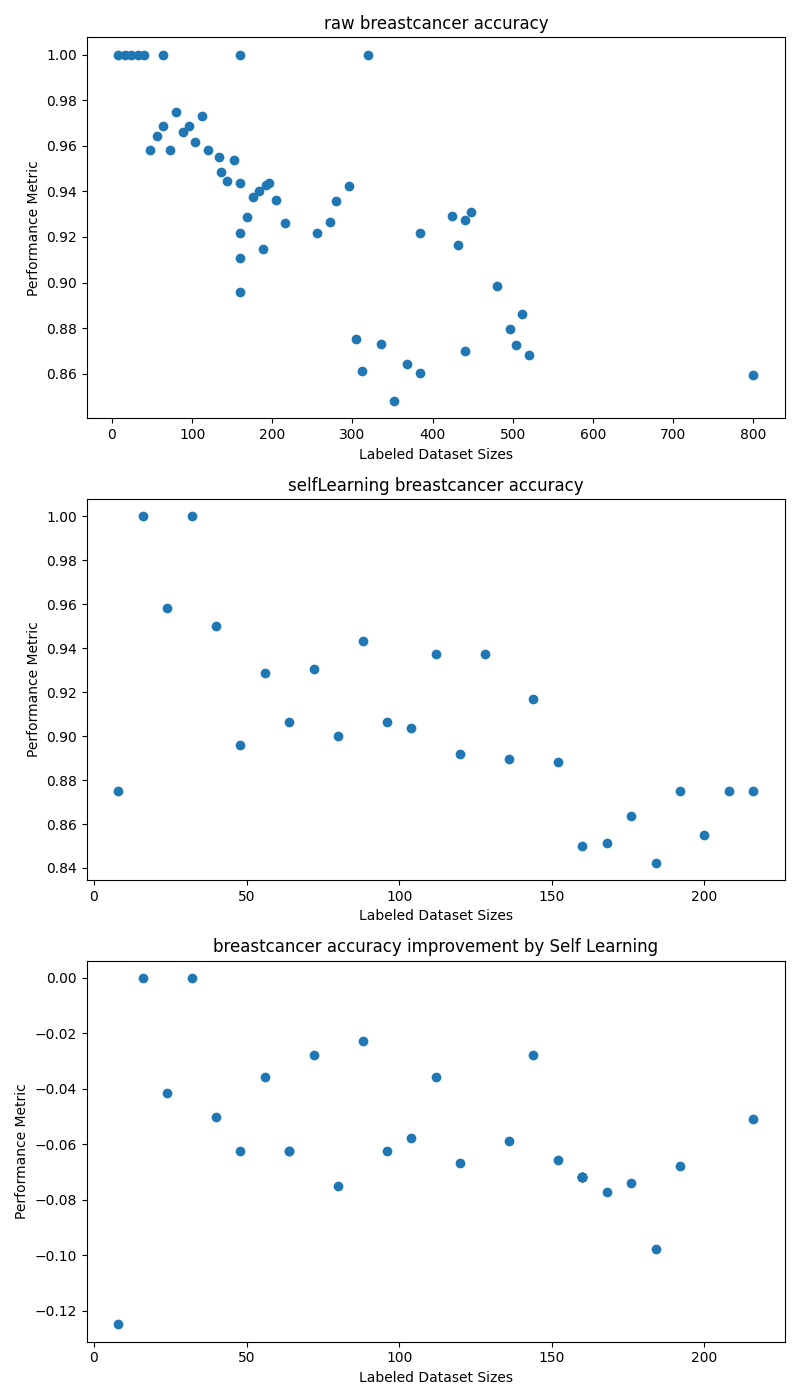 raw breastcancer accuracy
1.00
0.98
0.96
0.94
0.92
0.90
0.88
0.86
Performance Metric
0 100 200 300 400 500 600 700 800
Labeled Dataset Sizes
selfLearning breastcancer accuracy
1.00
0.98
0.96
0.94
0.92
0.90
0.88
0.86
0.84
Performance Metric
0 50 100 150 200
Labeled Dataset Sizes
breastcancer accuracy improvement by Self Learning
0.00
−0.02
−0.04
−0.06
−0.08
−0.10
−0.12
Performance Metric
0 50 100 150 200
Labeled Dataset Sizes